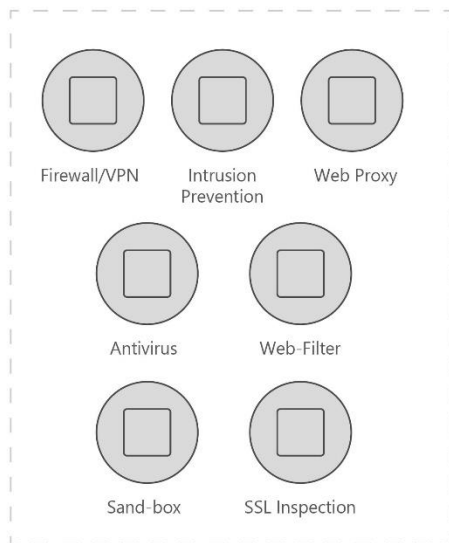 Firewall/VPN
Intrusion
Prevention
Web Proxy
Antivirus
Web-Filter
Sand-box
SSL Inspection